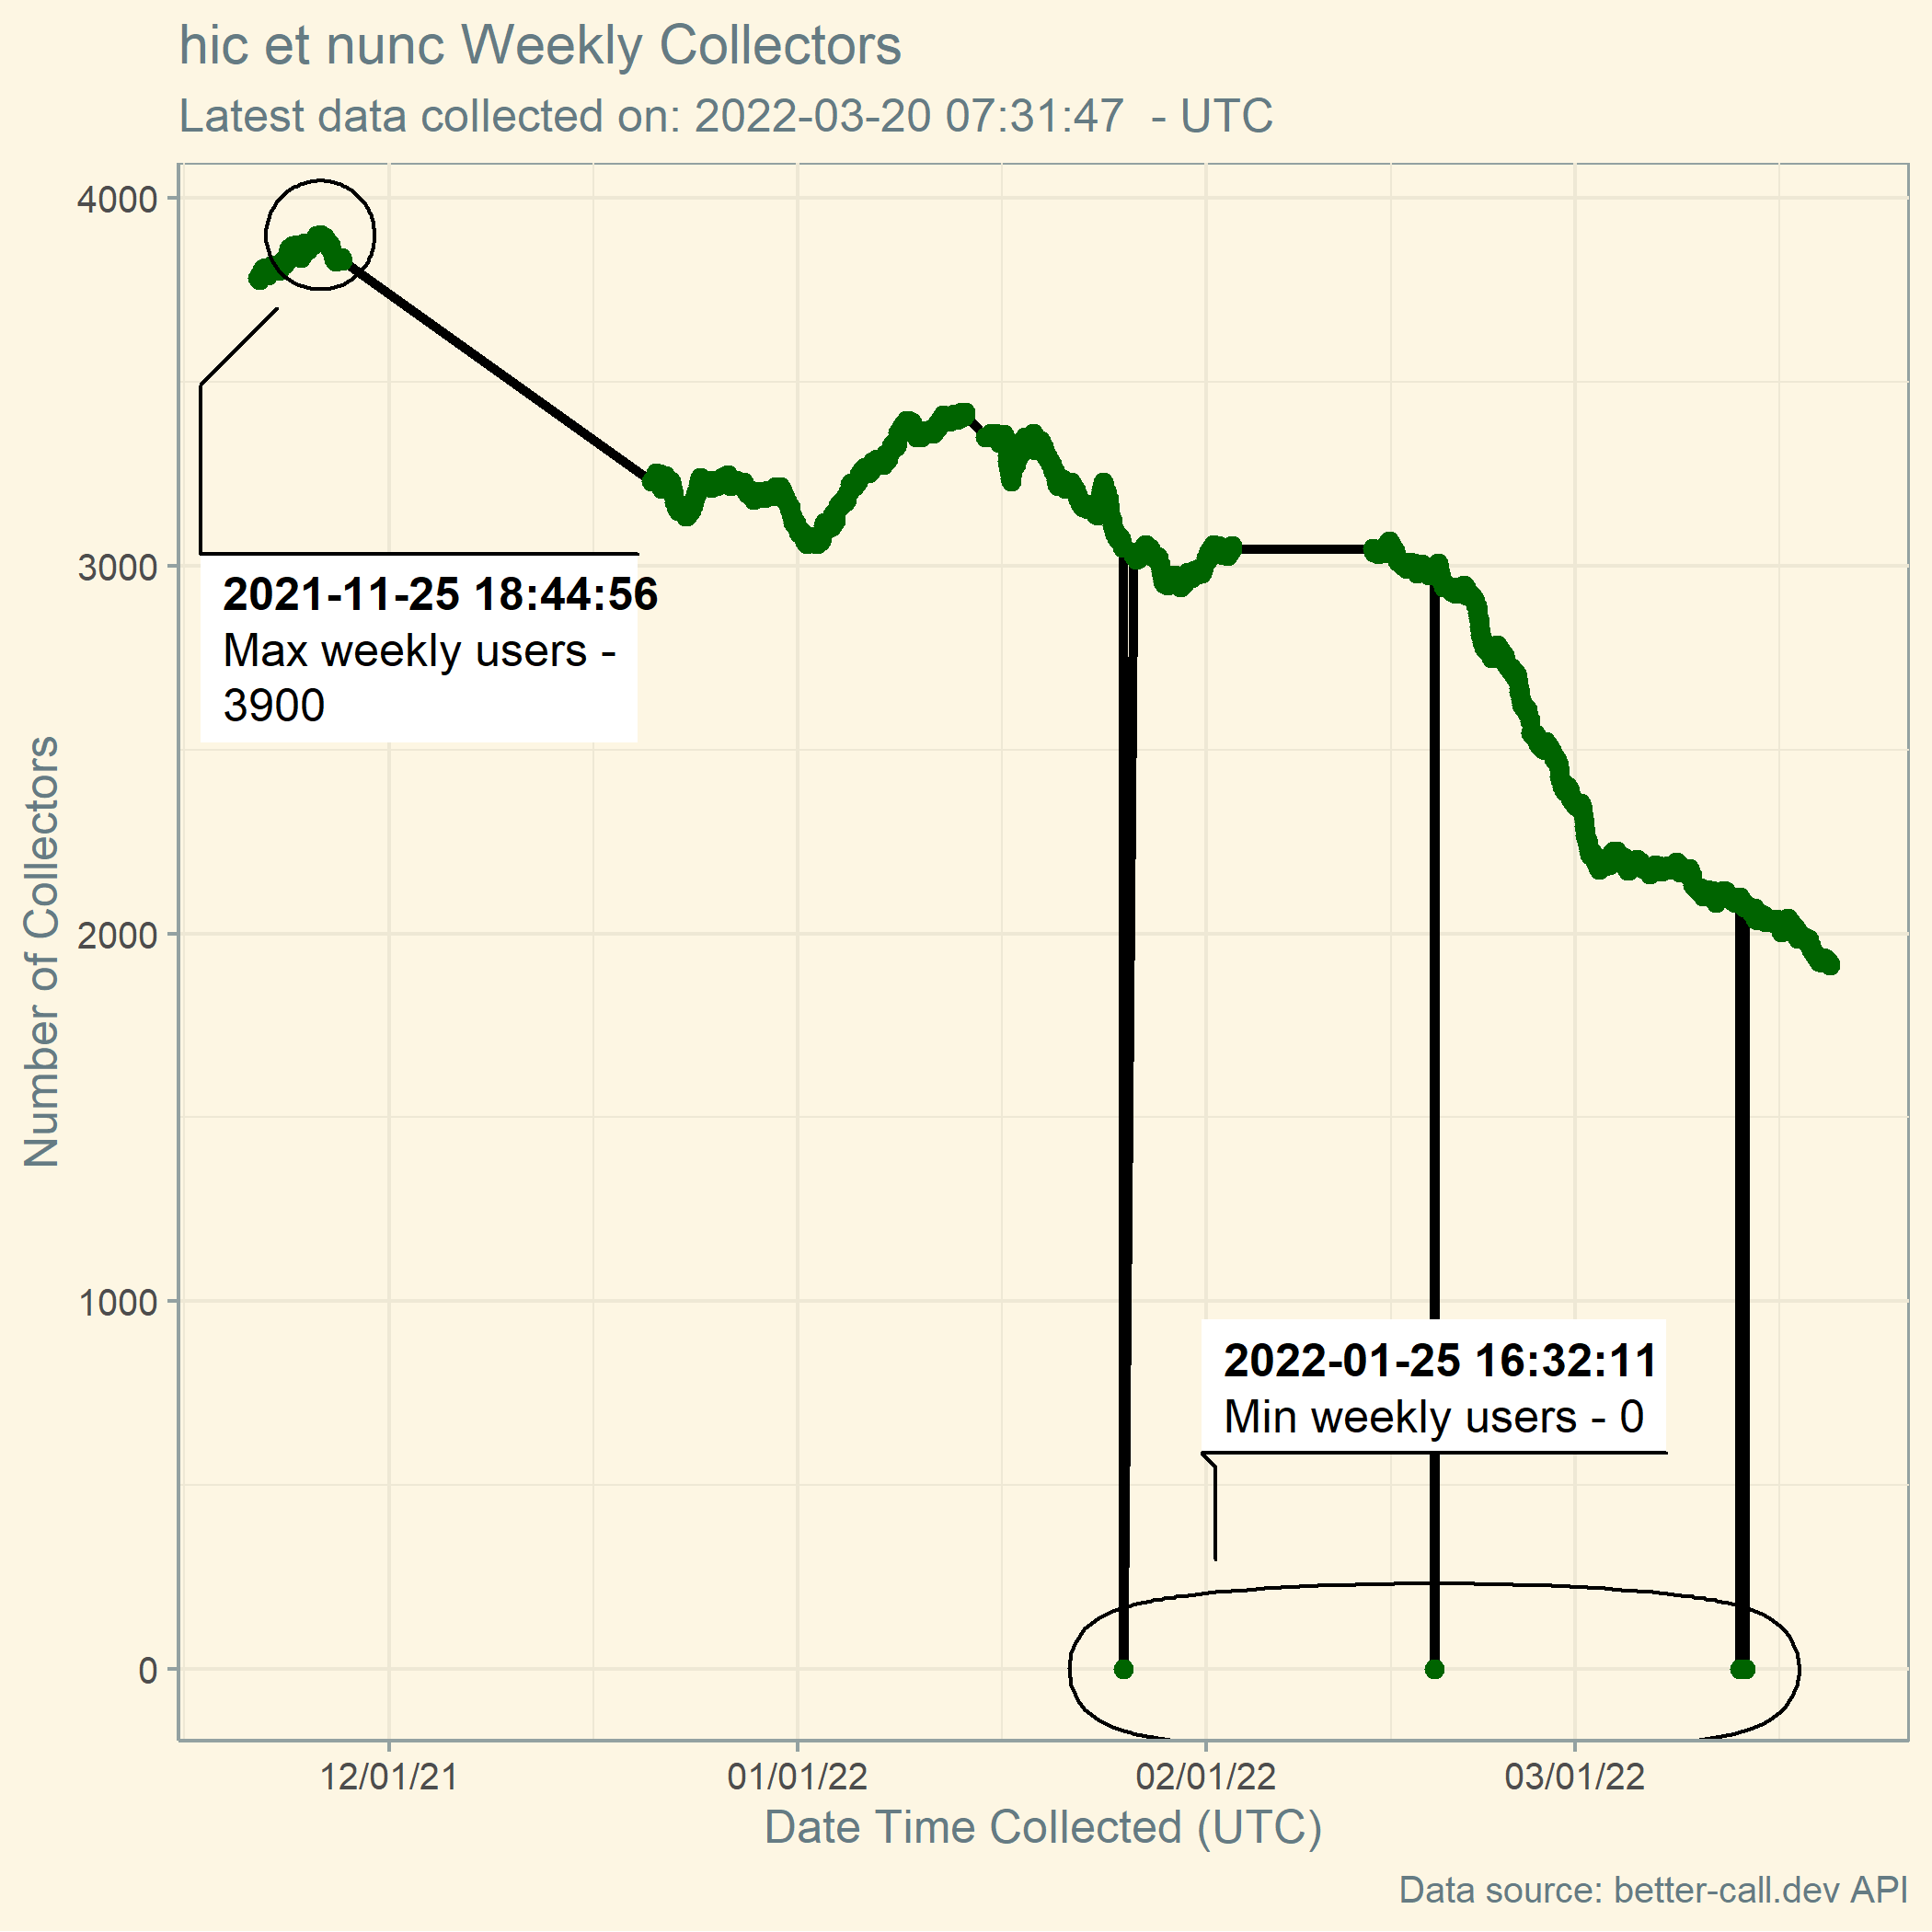 hic et nunc Weekly Collectors
Latest data collected on: 2022-03-20 07:31:47  - UTC
4000
3000
2000
1000
0
Number of Collectors
2021-11-25 18:44:56
Max weekly users -
3900
2022-01-25 16:32:11
Min weekly users - 0
12/01/21
01/01/22
02/01/22
03/01/22
Date Time Collected (UTC)
Data source: better-call.dev API